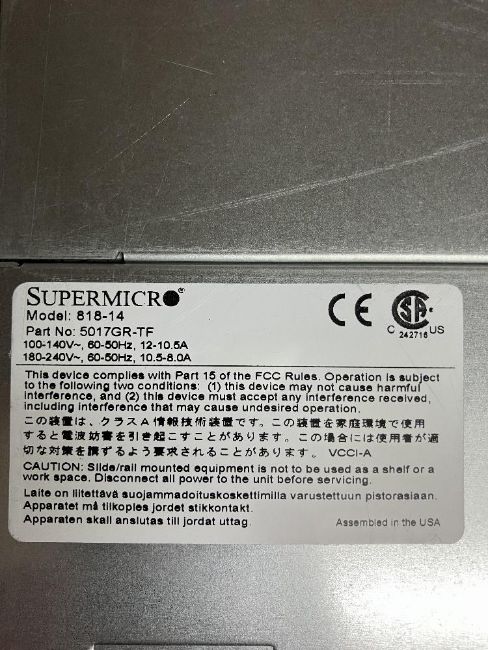 SUPERMICRO
Model: 818-14
Part No: 5017GR-TF
100-140V~, 60-50Hz, 12-10.5A
180-240V~, 60-50Hz, 10.5-8.0A
CE
SA
C US
242716
This device complies with Part 15 of the FCC Rules. Operation is subject
to the following two conditions: (1) this device may not cause harmful
interference, and (2) this device must accept any interference received,
including interference that may cause undesired operation.
この装置は、クラスA情報技術装置です。この装置を家庭環境で使用
すると電波妨害を引き起こすことがあります。この場合には使用者が適
切な対策を講ずるよう要求されることがあります。 VCCI-A
CAUTION: Slide/rail mounted equipment is not to be used as a shelf or a
work space. Disconnect all power to the unit before servicing.
Laite on liitettävä suojammadoituskoskettimilla varustettuun pistorasiaan.
Apparatet må tilkoples jordet stikkontakt.
Apparaten skall anslutas till jordat uttag.
Assembled in the USA